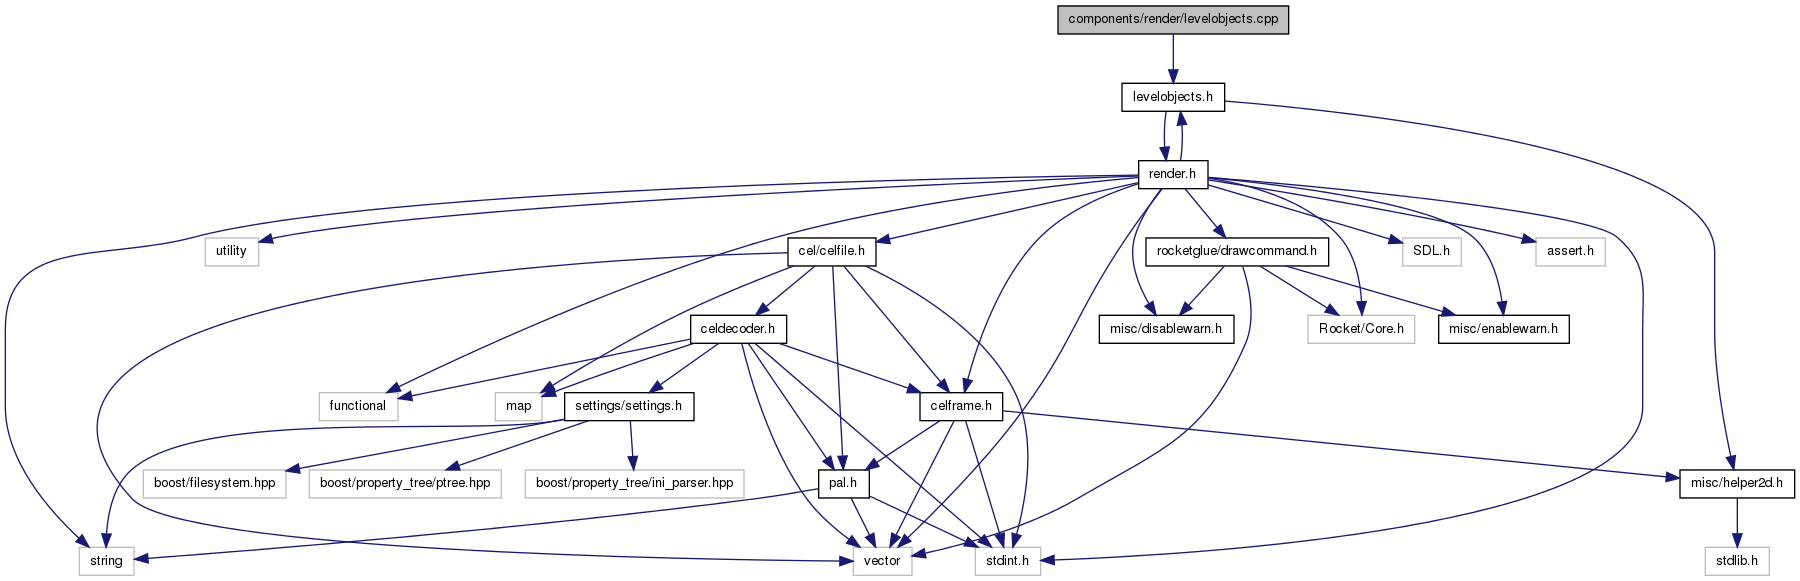 components/render/levelobjects.cpp
levelobjects.h
render.h
utility
cel/celfile.h
rocketglue/drawcommand.h
SDL.h
assert.h
celdecoder.h
misc/disablewarn.h
Rocket/Core.h
misc/enablewarn.h
functional
map
settings/settings.h
celframe.h
boost/filesystem.hpp
boost/property_tree/ptree.hpp
boost/property_tree/ini_parser.hpp
pal.h
misc/helper2d.h
string
vector
stdint.h
stdlib.h